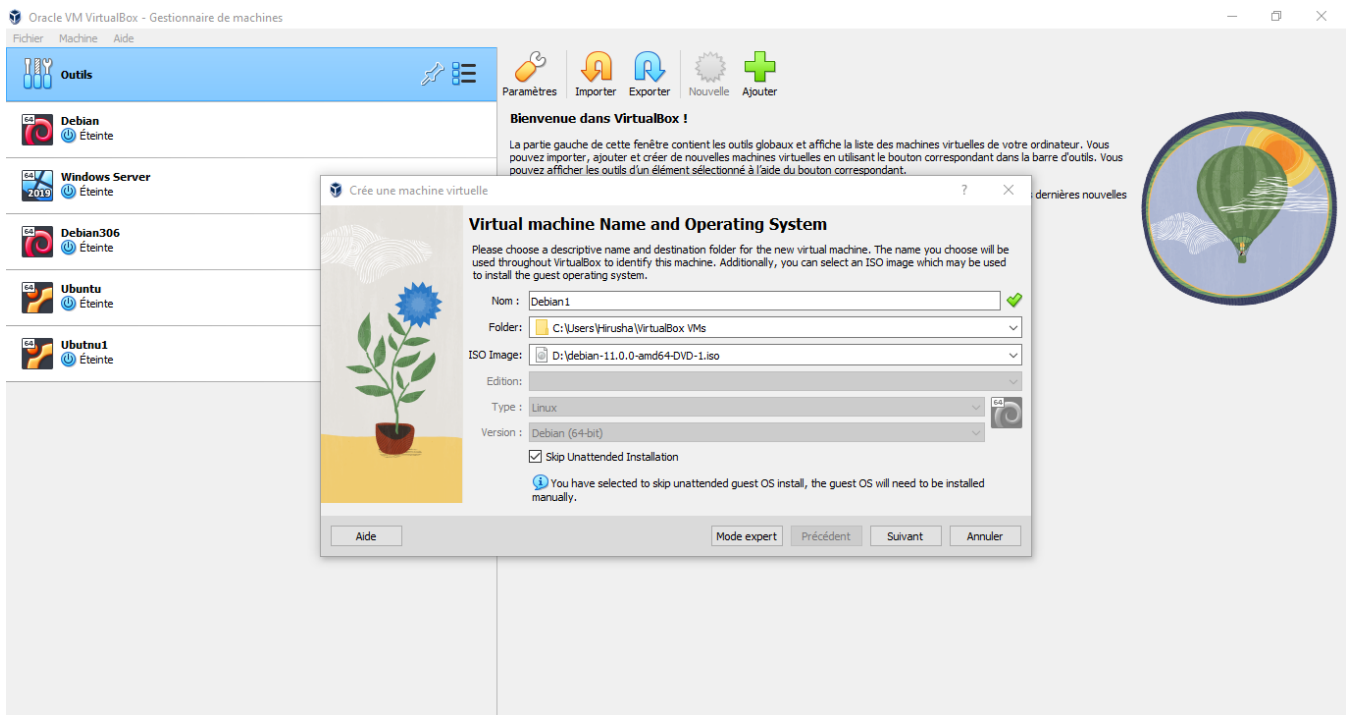 Oracle VM VirtualBox - Gestionnaire de machines
Fichier Machine Aide
Outils
Paramètres Importer Exporter Nouvelle Ajouter
64 Debian
Éteinte
64 Windows Server
2019 Éteinte
64 Debian306
Éteinte
64 Ubuntu
Éteinte
64 Ubutnu1
Éteinte
Bienvenue dans VirtualBox !
La partie gauche de cette fenêtre contient les outils globaux et affiche la liste des machines virtuelles de votre ordinateur. Vous
pouvez importer, ajouter et créer de nouvelles machines virtuelles en utilisant le bouton correspondant dans la barre d'outils. Vous
pouvez afficher les outils d'un élément sélectionné à l'aide du bouton correspondant.
dernières nouvelles
Crée une machine virtuelle ?
Virtual machine Name and Operating System
Please choose a descriptive name and destination folder for the new virtual machine. The name you choose will be
used throughout VirtualBox to identify this machine. Additionally, you can select an ISO image which may be used
to install the guest operating system.
Nom : Debian1
Folder: C:\Users\Hirusha\VirtualBox VMs
ISO Image: D:\debian-11.0.0-amd64-DVD-1.iso
Edition:
Type : Linux
64
Version : Debian (64-bit)
Skip Unattended Installation
You have selected to skip unattended guest OS install, the guest OS will need to be installed
manually.
Aide Mode expert Précédent Suivant Annuler